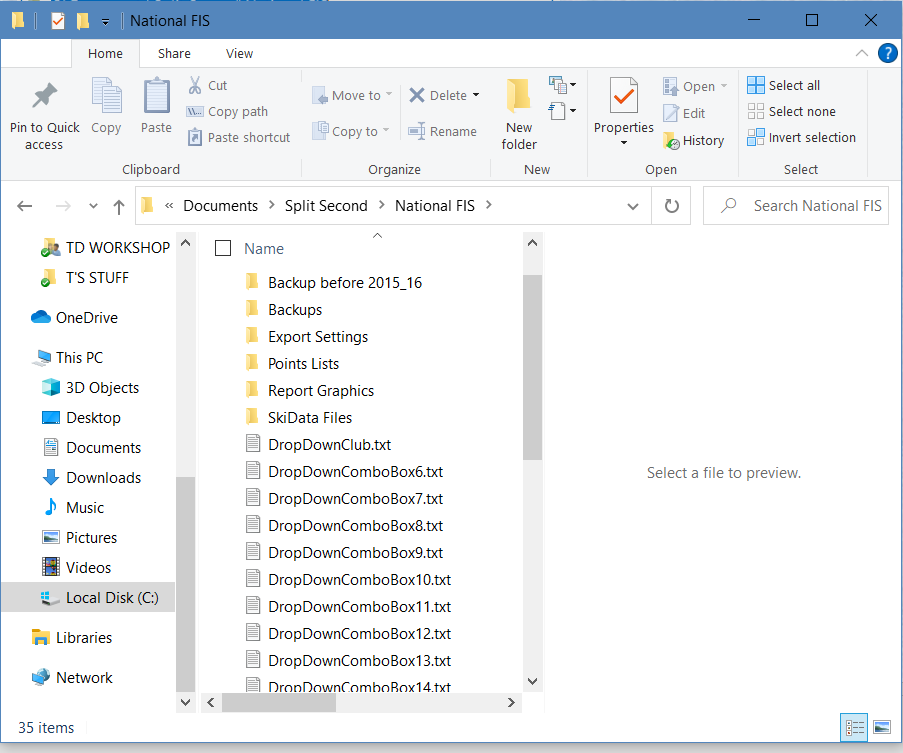 National FIS
Home Share View
?
Pin to Quick access
Copy
Paste
Cut
Copy path
Paste shortcut
Clipboard
Move to
Copy to
Delete
Rename
Organize
New folder
New
Properties
Open
Edit
History
Open
Select all
Select none
Invert selection
Select
« Documents > Split Second > National FIS >
Search National FIS
TD WORKSHOP
T'S STUFF
OneDrive
This PC
3D Objects
Desktop
Documents
Downloads
Music
Pictures
Videos
Local Disk (C:)
Libraries
Network
Name
Backup before 2015_16
Backups
Export Settings
Points Lists
Report Graphics
SkiData Files
DropDownClub.txt
DropDownComboBox6.txt
DropDownComboBox7.txt
DropDownComboBox8.txt
DropDownComboBox9.txt
DropDownComboBox10.txt
DropDownComboBox11.txt
DropDownComboBox12.txt
DropDownComboBox13.txt
DropDownComboBox14.txt
Select a file to preview.
35 items